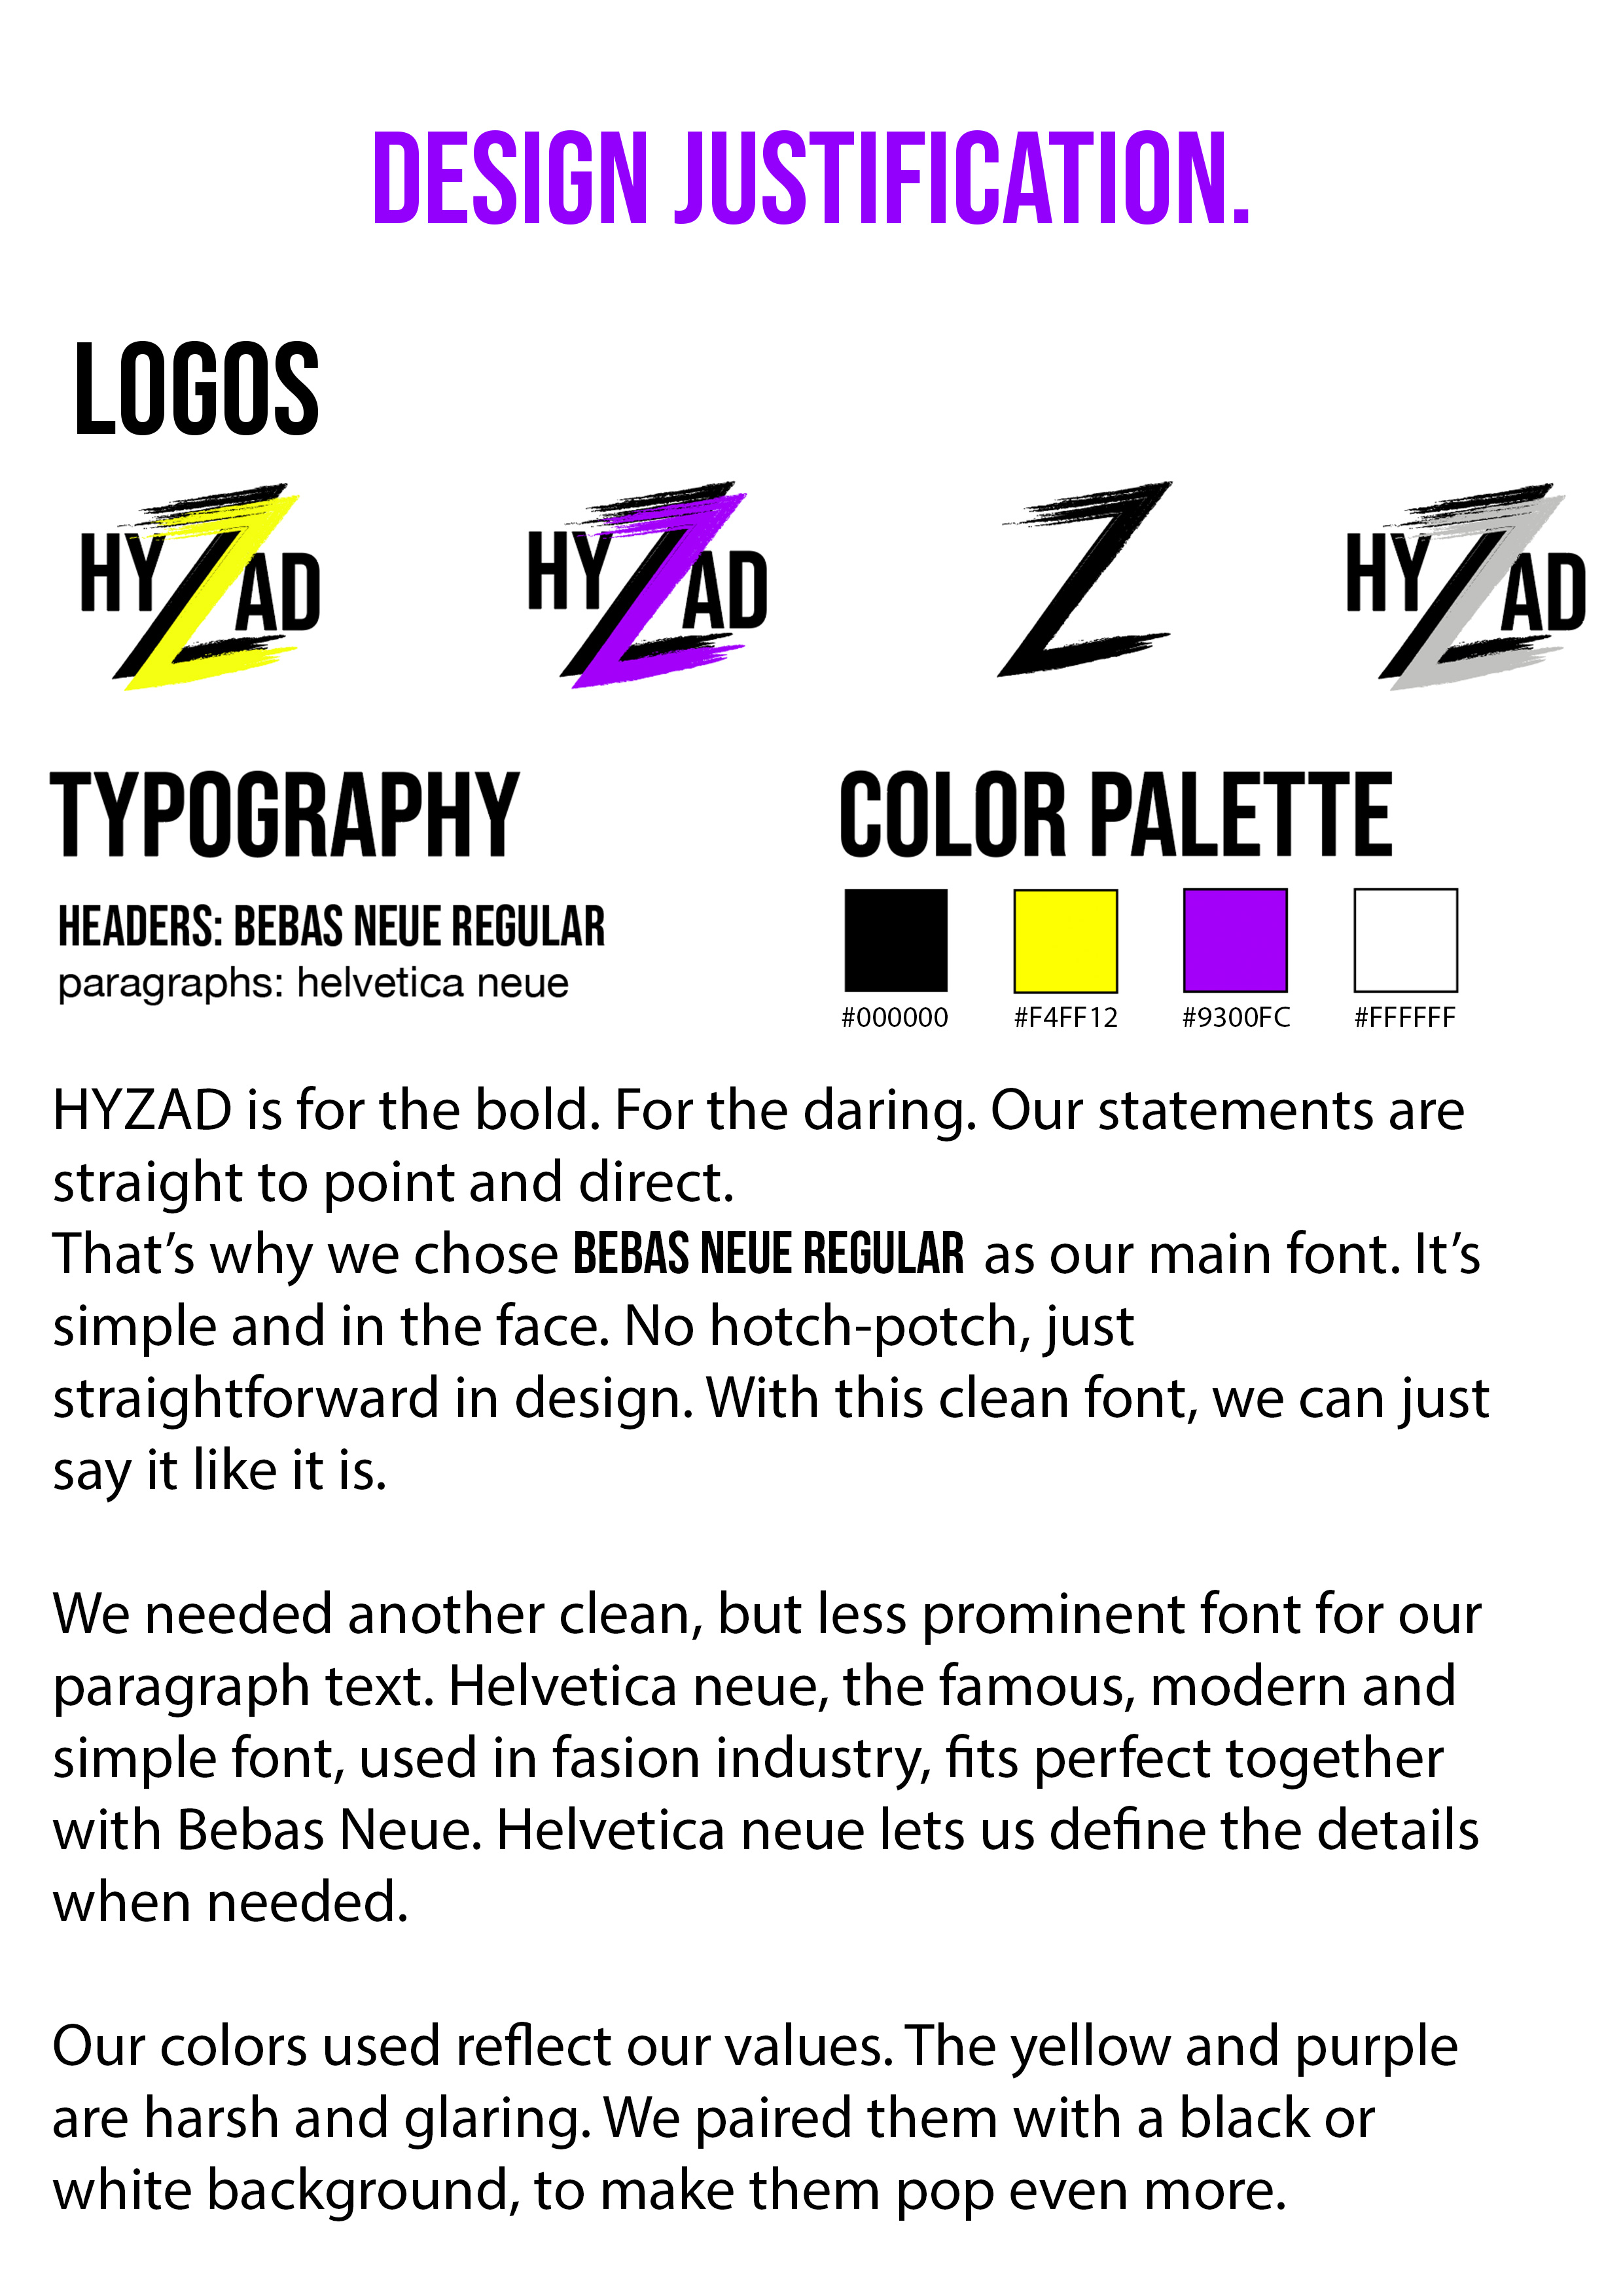 DESIGN JUSTIFICATION.
LOGOS
HYZAD
HYZAD
Z
HYZAD
TYPOGRAPHY
HEADERS: BEBAS NEUE REGULAR
paragraphs: helvetica neue
COLOR PALETTE
#000000 #F4FF12 #9300FC #FFFFFF
HYZAD is for the bold. For the daring. Our statements are
straight to point and direct.
That’s why we chose BEBAS NEUE REGULAR as our main font. It’s
simple and in the face. No hotch-potch, just
straightforward in design. With this clean font, we can just
say it like it is.
We needed another clean, but less prominent font for our
paragraph text. Helvetica neue, the famous, modern and
simple font, used in fasion industry, fits perfect together
with Bebas Neue. Helvetica neue lets us define the details
when needed.
Our colors used reflect our values. The yellow and purple
are harsh and glaring. We paired them with a black or
white background, to make them pop even more.